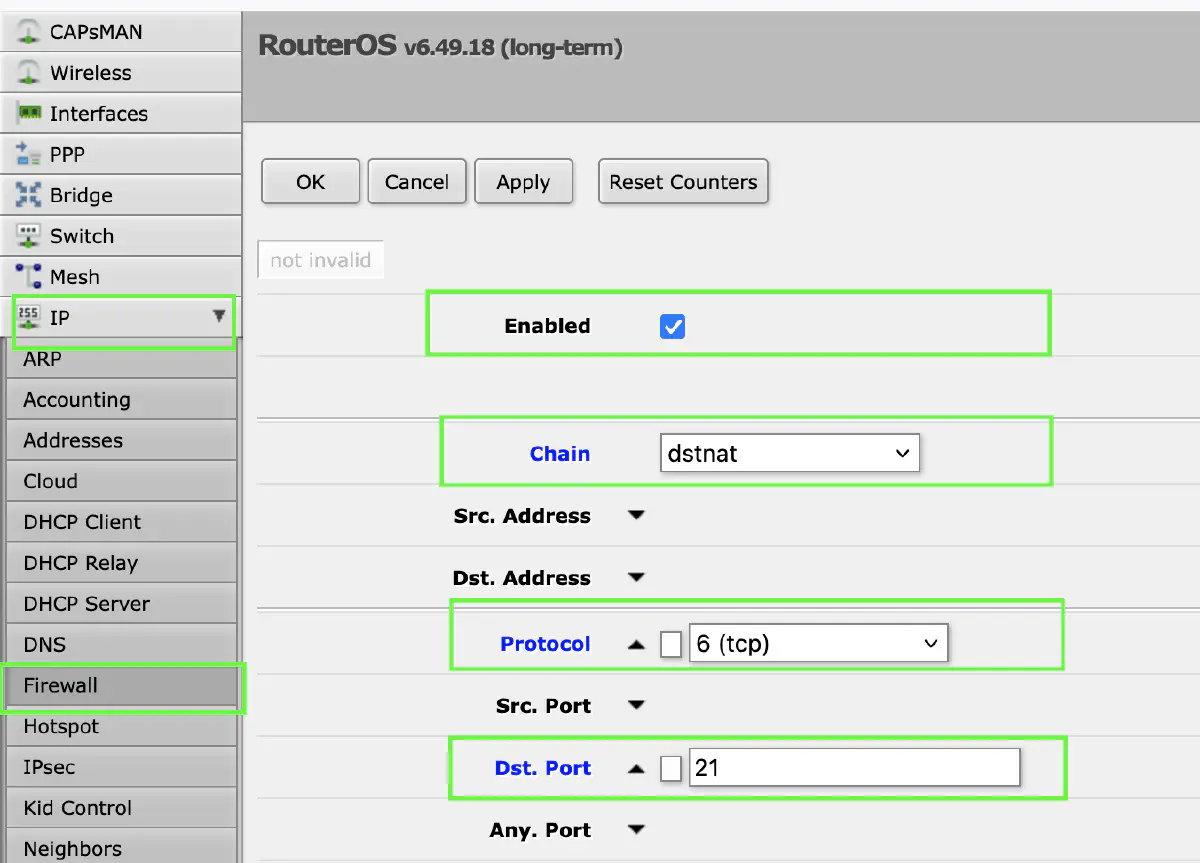 CAPsMAN
Wireless
Interfaces
PPP
Bridge
Switch
Mesh
255
IP
ARP
Accounting
Addresses
Cloud
DHCP Client
DHCP Relay
DHCP Server
DNS
Firewall
Hotspot
IPsec
Kid Control
Neighbors
RouterOS v6.49.18 (long-term)
OK Cancel Apply Reset Counters
not invalid
Enabled
Chain dstnat
Src. Address
Dst. Address
Protocol 6 (tcp)
Src. Port
Dst. Port 21
Any. Port